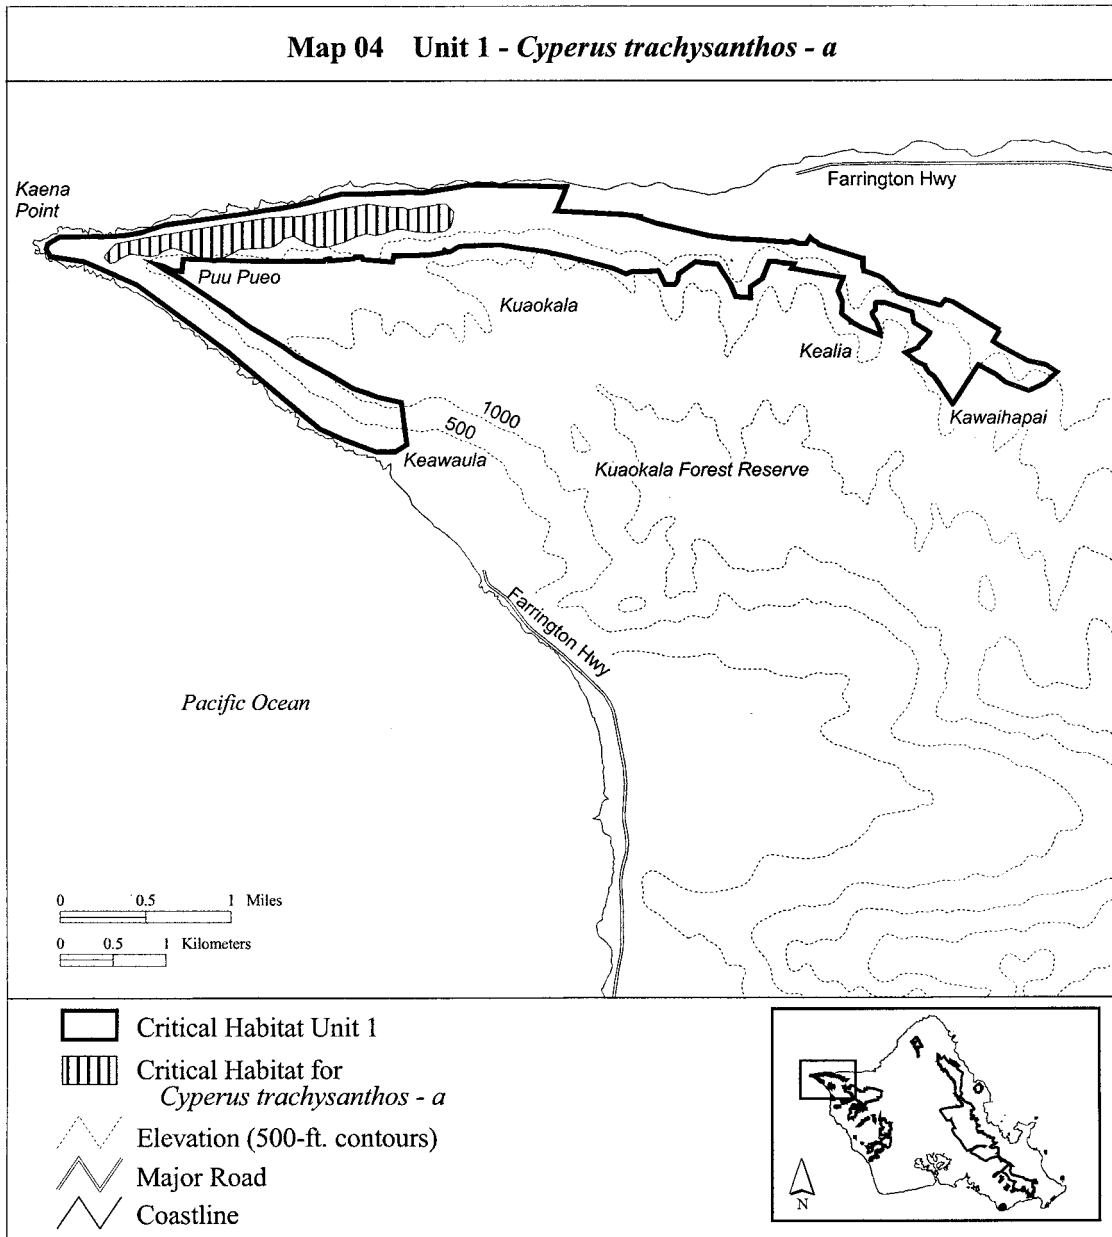 Map 04 Unit 1 - Cyperus trachysanthos - a
Farrington Hwy
Kaena
Point
Puu Pueo
Kuaokala
Kealia
Kawaihapai
1000
500
Keawaula
Kuaokala Forest Reserve
Farrington Hwy
Pacific Ocean
0 0.5 1 Miles
0 0.5 1 Kilometers
Critical Habitat Unit 1
Critical Habitat for
Cyperus trachysanthos - a
Elevation (500-ft. contours)
Major Road
Coastline
N